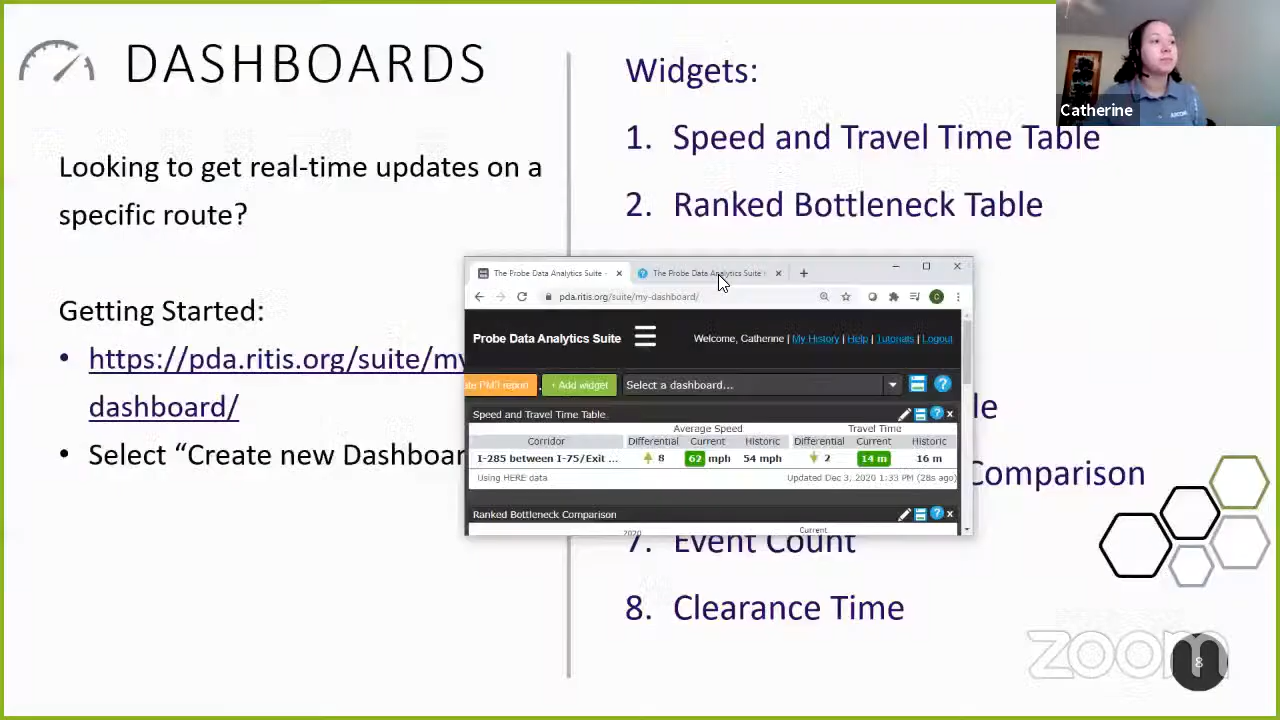 DASHBOARDS
Looking to get real-time updates on a
specific route?
Getting Started:
• https://pda.ritis.org/suite/my
dashboard/
• Select “Create new Dashboar
Widgets:
1. Speed and Travel Time Table
2. Ranked Bottleneck Table
le
Comparison
7. Event Count
8. Clearance Time
Catherine
The Probe Data Analytics Suite -
The Probe Data Analytics Suite
pda.ritis.org/suite/my-dashboard/
Probe Data Analytics Suite
Welcome, Catherine | My History | Help | Tutorials | Logout
PM3 report
+ Add widget
Select a dashboard...
Speed and Travel Time Table
Average Speed Travel Time
Corridor Differential Current Historic Differential Current Historic
I-285 between I-75/Exit ... 8 62 mph 54 mph 2 14 m 16 m
Using HERE data Updated Dec 3, 2020 1:33 PM (28s ago)
Ranked Bottleneck Comparison
2020 Current
zoom
8